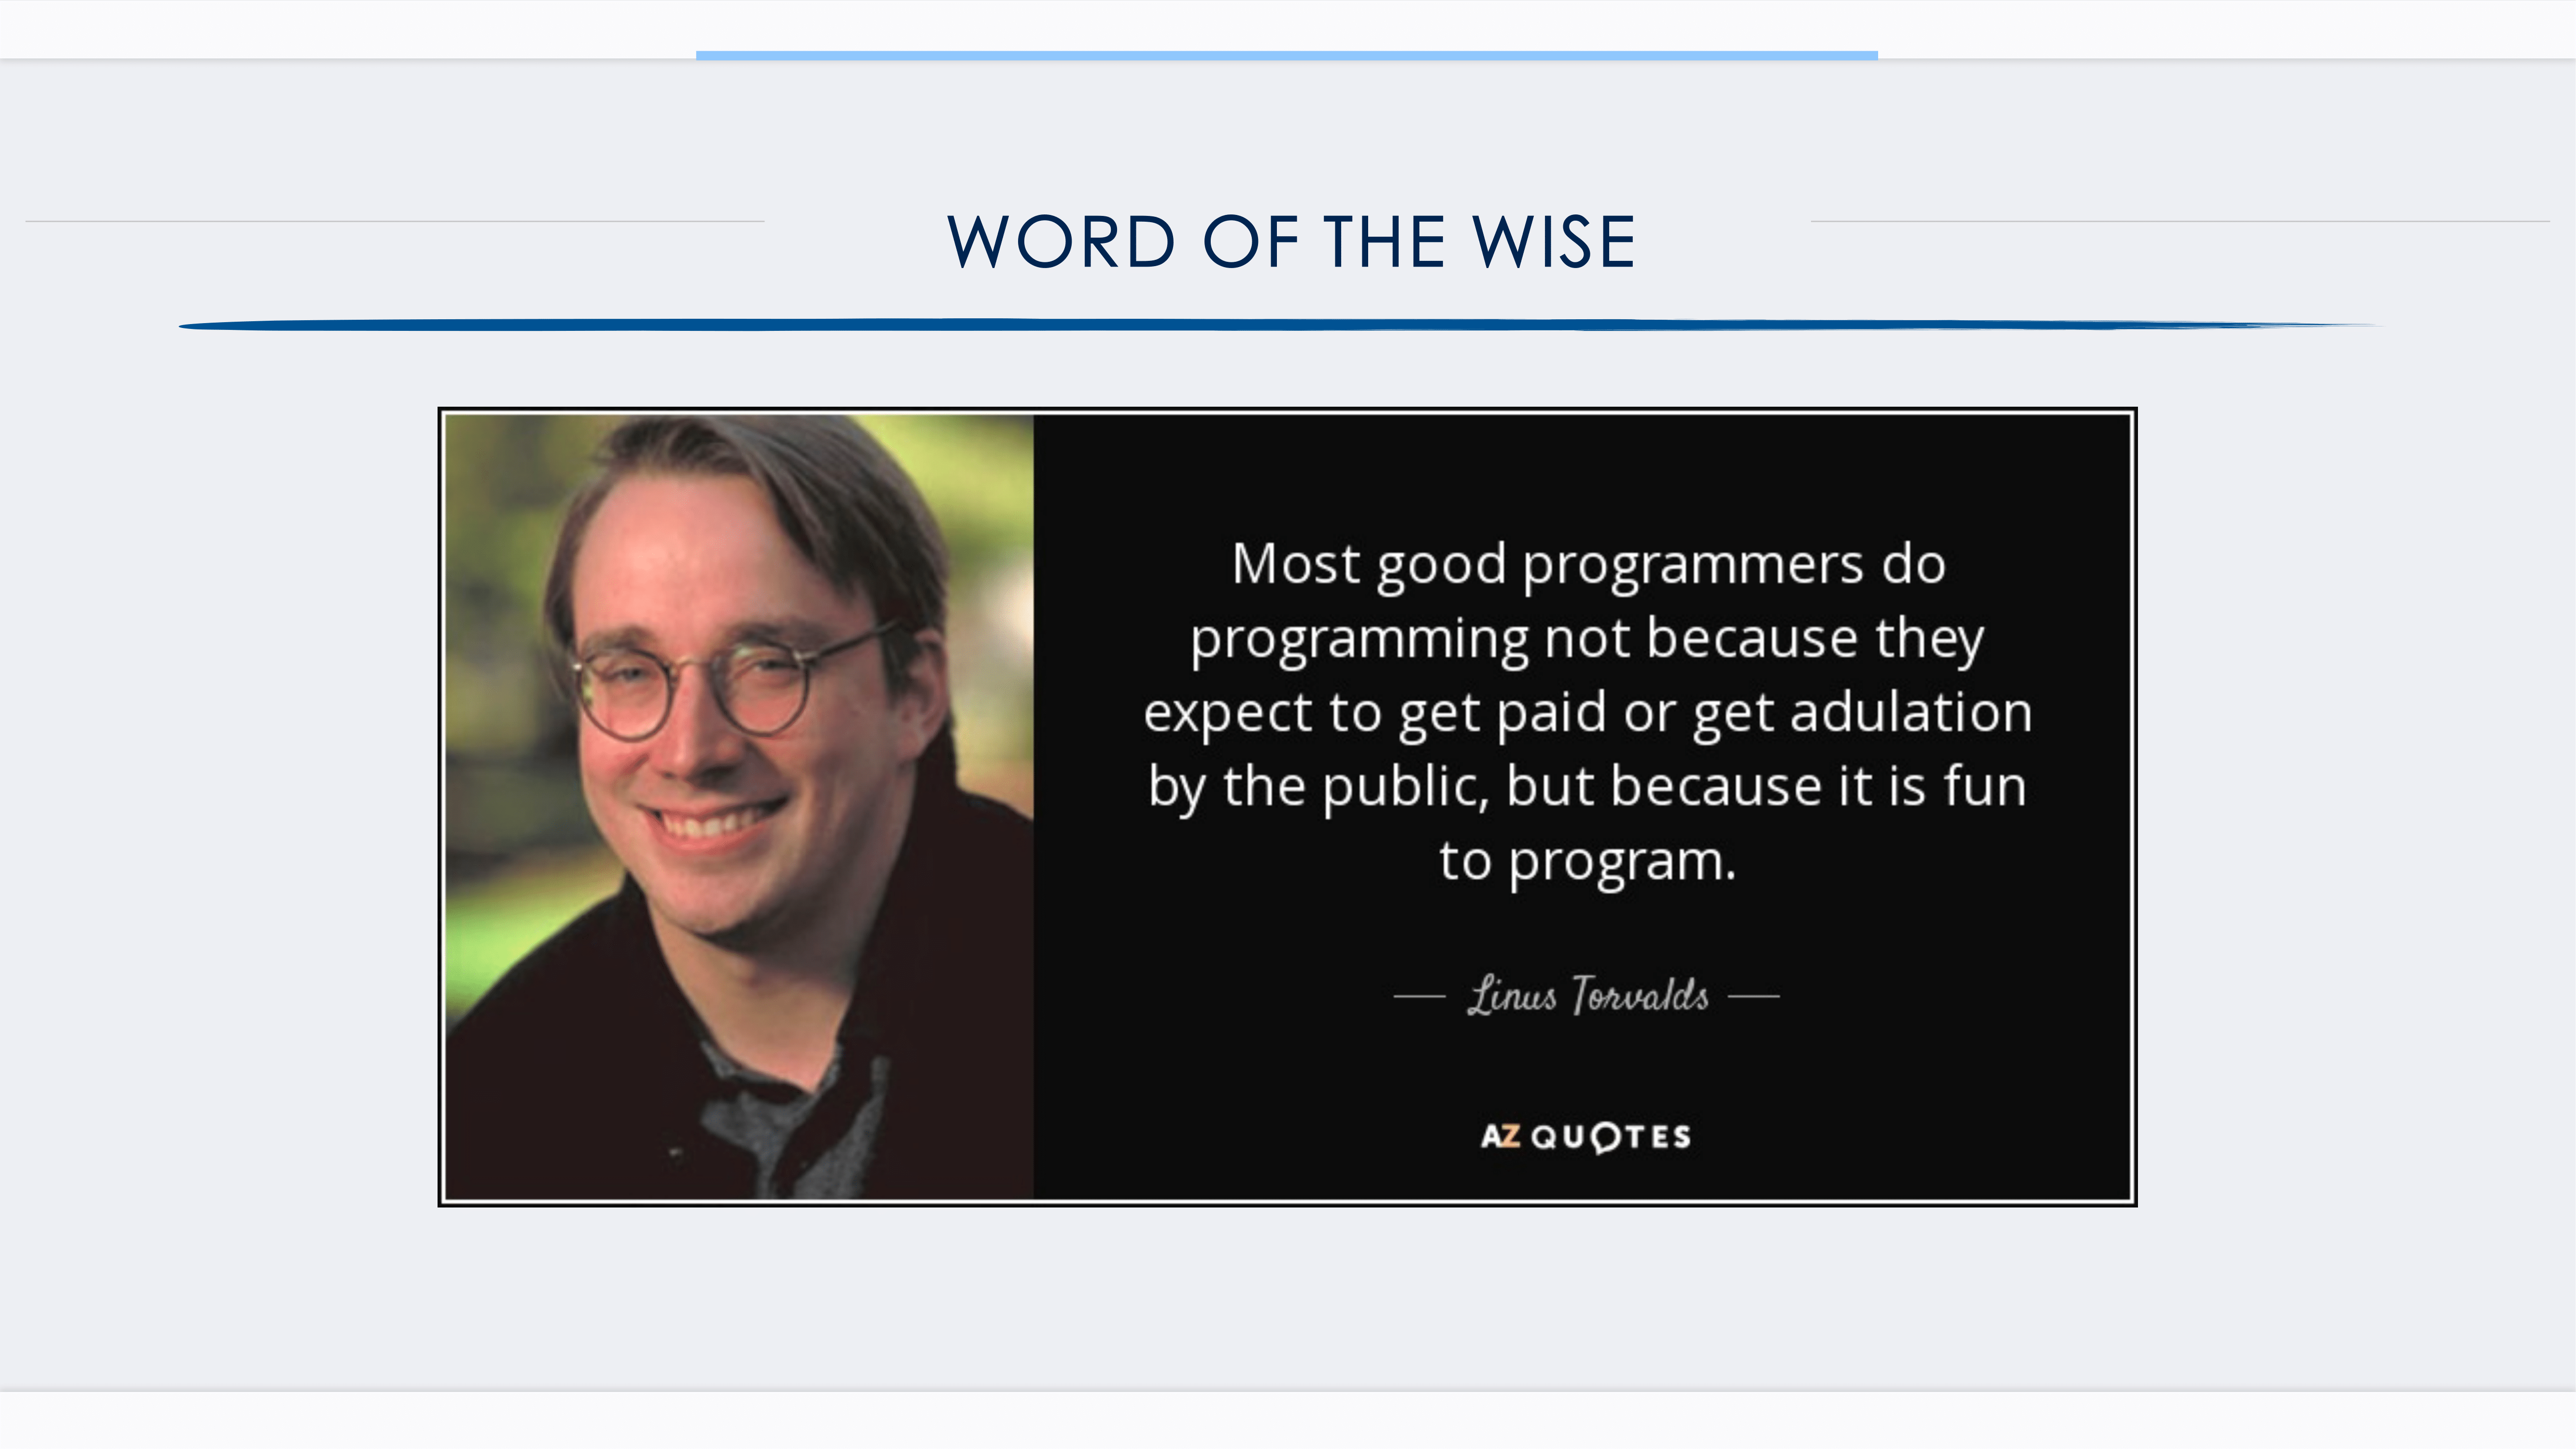 WORD OF THE WISE
Most good programmers do
programming not because they
expect to get paid or get adulation
by the public, but because it is fun
to program.
Linus Torvalds
AZ QUOTES